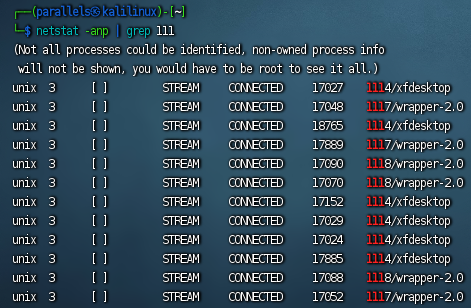 ┌──(parallels㉿kalilinux)-[~]
└─$ netstat -anp | grep 111
(Not all processes could be identified, non-owned process info
 will not be shown, you would have to be root to see it all.)
unix  3      [ ]         STREAM     CONNECTED     17027    1114/xfdesktop
unix  3      [ ]         STREAM     CONNECTED     17048    1117/wrapper-2.0
unix  3      [ ]         STREAM     CONNECTED     18765    1114/xfdesktop
unix  3      [ ]         STREAM     CONNECTED     17889    1117/wrapper-2.0
unix  3      [ ]         STREAM     CONNECTED     17090    1118/wrapper-2.0
unix  3      [ ]         STREAM     CONNECTED     17070    1118/wrapper-2.0
unix  3      [ ]         STREAM     CONNECTED     17152    1114/xfdesktop
unix  3      [ ]         STREAM     CONNECTED     17029    1114/xfdesktop
unix  3      [ ]         STREAM     CONNECTED     17024    1114/xfdesktop
unix  3      [ ]         STREAM     CONNECTED     17885    1114/xfdesktop
unix  3      [ ]         STREAM     CONNECTED     17088    1118/wrapper-2.0
unix  3      [ ]         STREAM     CONNECTED     17052    1117/wrapper-2.0